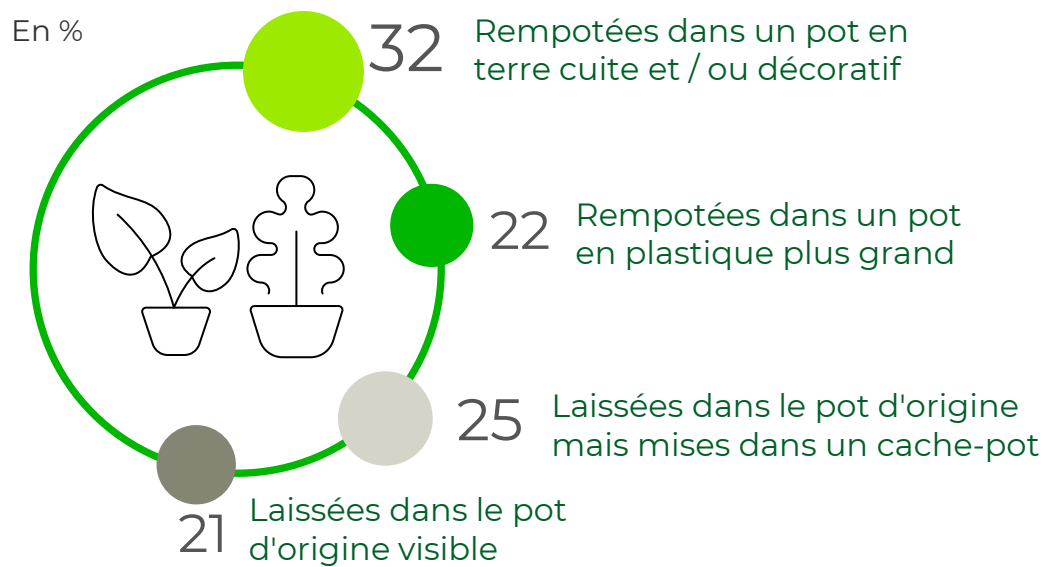 En %
32
Rempotées dans un pot en
terre cuite et / ou décoratif
22
Rempotées dans un pot
en plastique plus grand
25
Laissées dans le pot d'origine
mais mises dans un cache-pot
21
Laissées dans le pot
d'origine visible